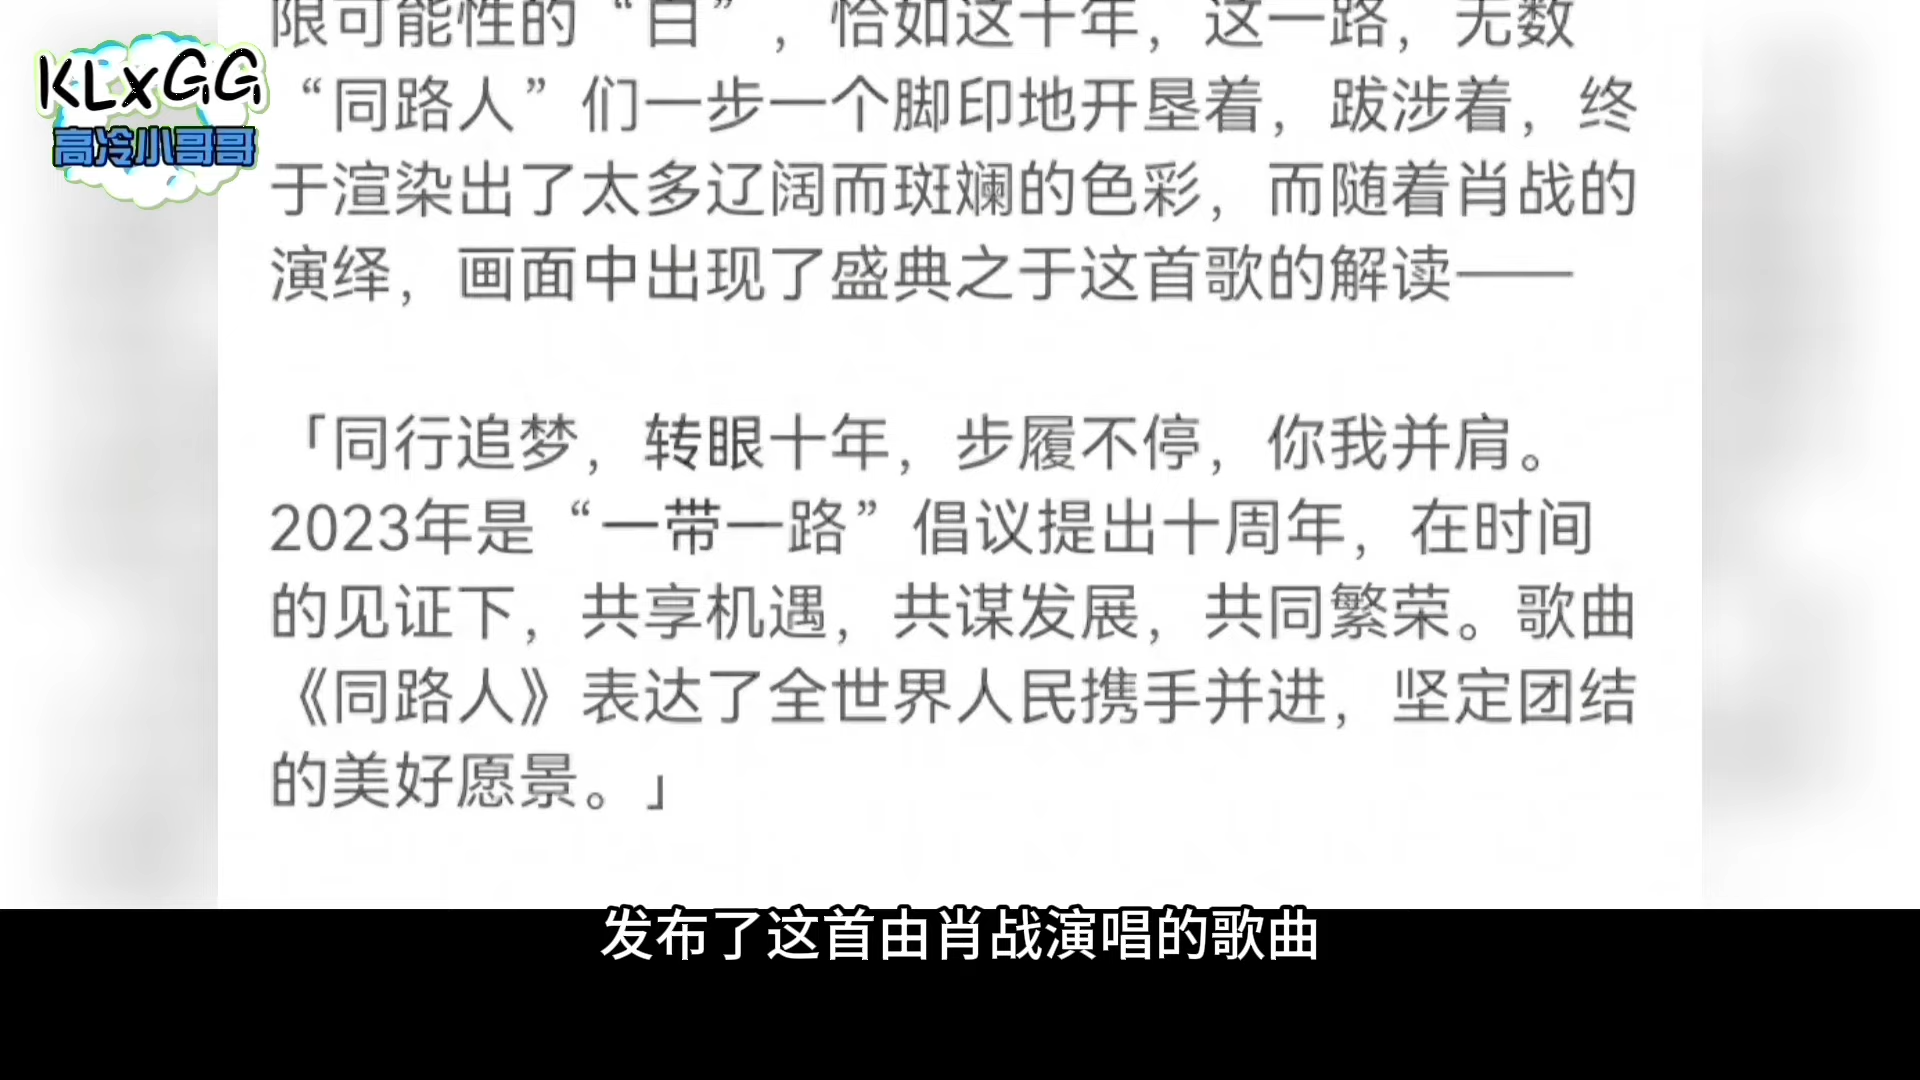 限可能性的“白”，恰如这十年，这一路，无数
KLxGG
高冷小哥哥
“同路人”们一步一个脚印地开垦着，跋涉着，终
于渲染出了太多辽阔而斑斓的色彩，而随着肖战的
演绎，画面中出现了盛典之于这首歌的解读——
「同行追梦，转眼十年，步履不停，你我并肩。
2023年是“一带一路”倡议提出十周年，在时间
的见证下，共享机遇，共谋发展，共同繁荣。歌曲
《同路人》表达了全世界人民携手并进，坚定团结
的美好愿景。」
发布了这首由肖战演唱的歌曲